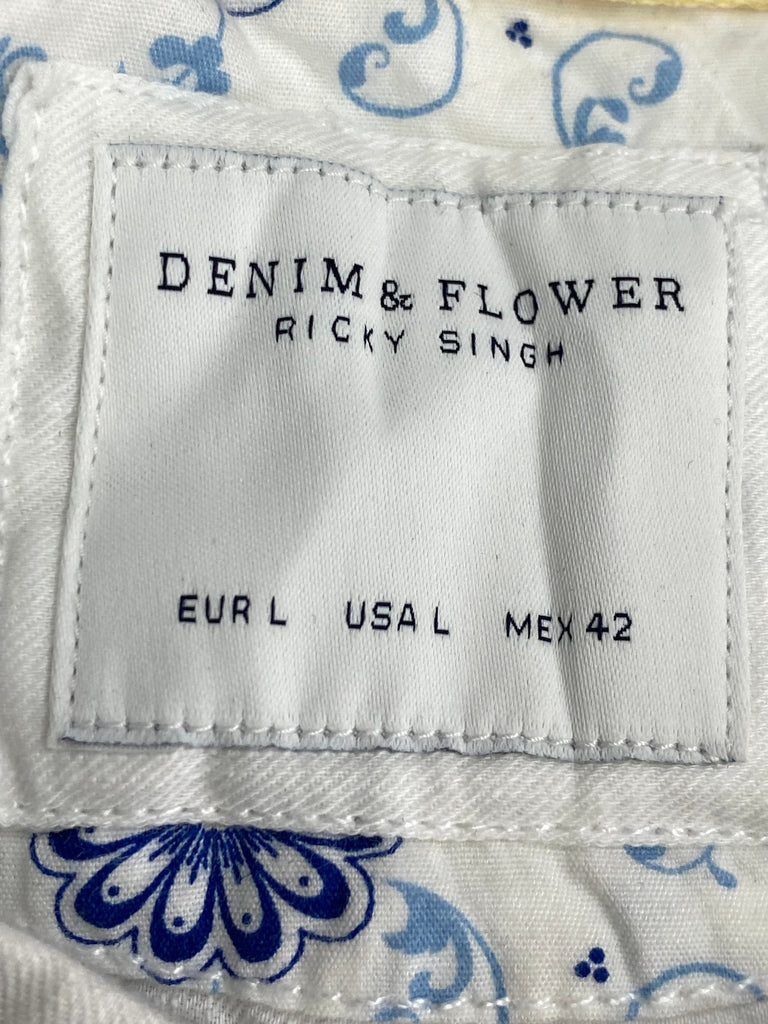 DENIM & FLOWER
RICKY SINGH
EUR L USA L MEX 42